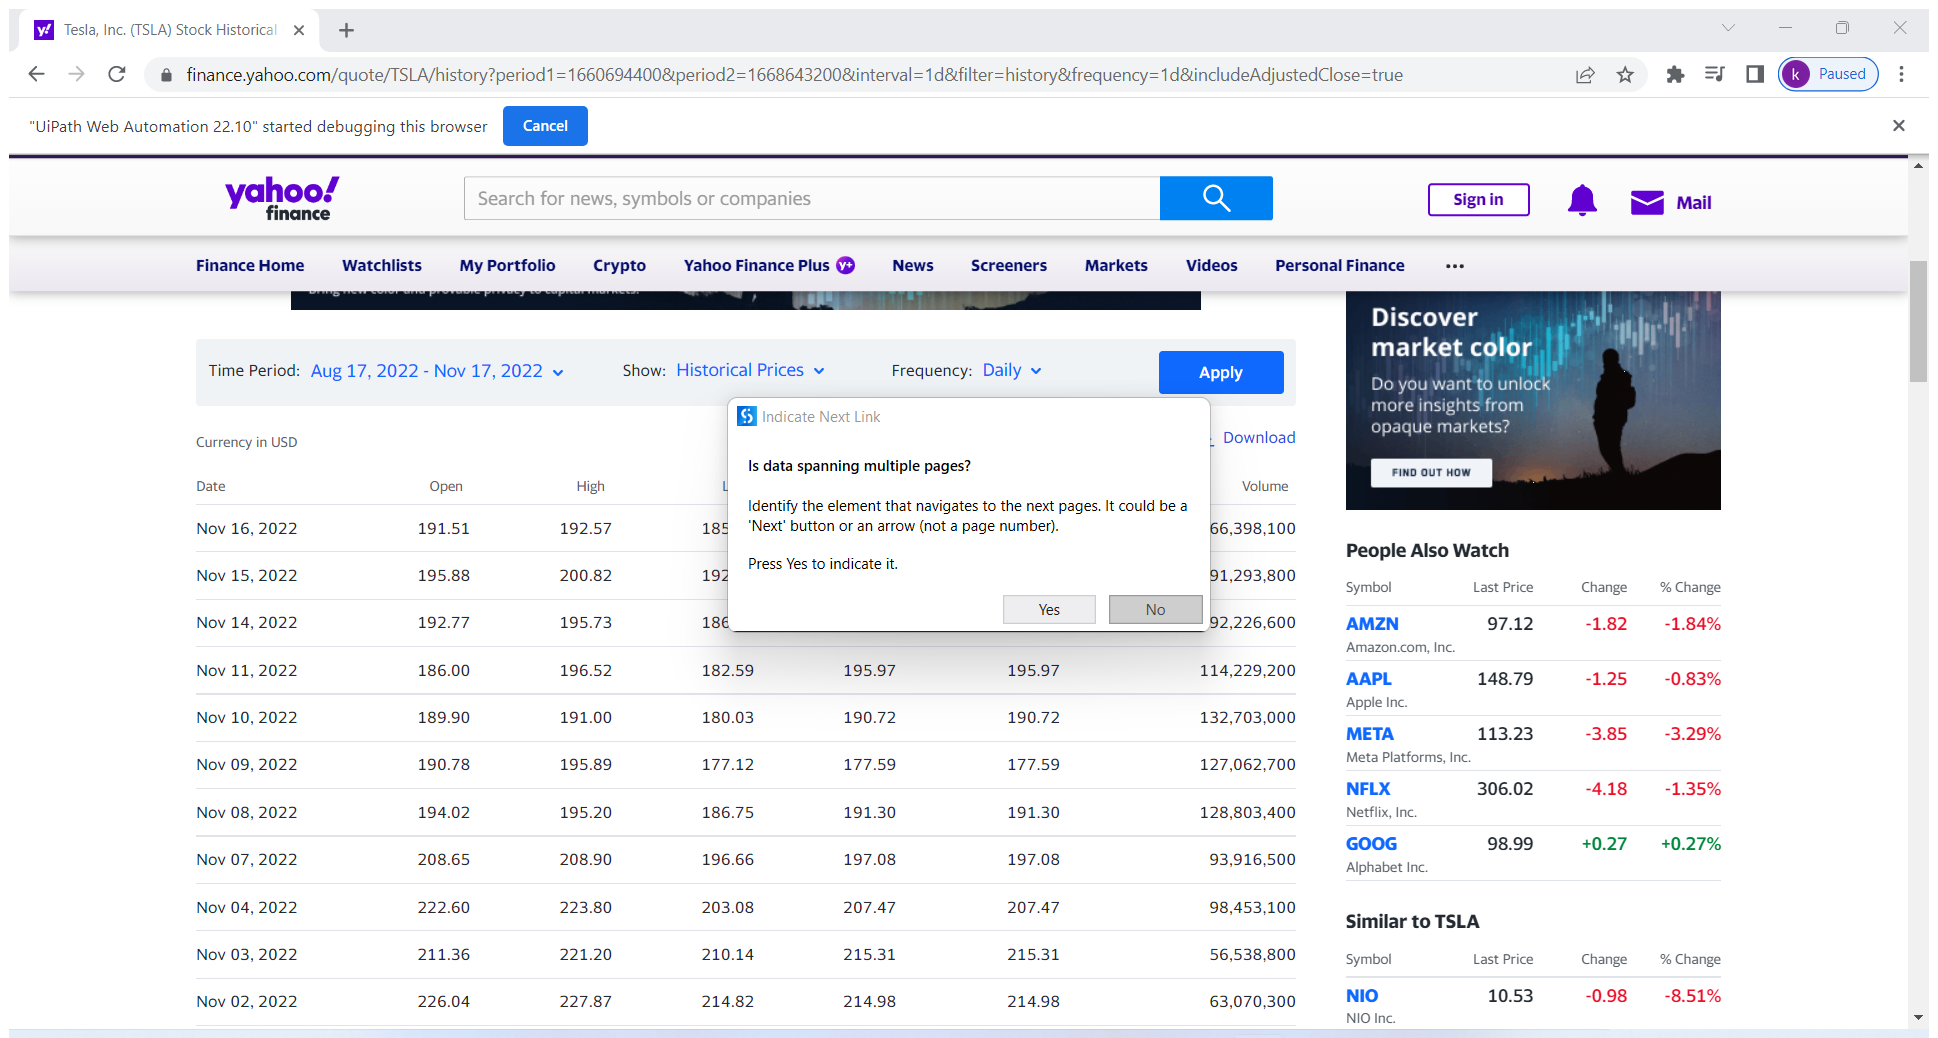 Tesla, Inc. (TSLA) Stock Historical
finance.yahoo.com/quote/TSLA/history?period1=1660694400&period2=1668643200&interval=1d&filter=history&frequency=1d&includeAdjustedClose=true
k Paused
"UiPath Web Automation 22.10" started debugging this browser Cancel
yahoo!
finance
Search for news, symbols or companies
Sign in
Mail
Finance Home Watchlists My Portfolio Crypto Yahoo Finance Plus y+ News Screeners Markets Videos Personal Finance ...
Bring new color and provable privacy to capital markets.
Time Period: Aug 17, 2022 - Nov 17, 2022 Show: Historical Prices Frequency: Daily Apply
Currency in USD
Download
Date Open High Volume
Nov 16, 2022 191.51 192.57 185 66,398,100
Nov 15, 2022 195.88 200.82 192 91,293,800
Nov 14, 2022 192.77 195.73 186 92,226,600
Nov 11, 2022 186.00 196.52 182.59 195.97 195.97 114,229,200
Nov 10, 2022 189.90 191.00 180.03 190.72 190.72 132,703,000
Nov 09, 2022 190.78 195.89 177.12 177.59 177.59 127,062,700
Nov 08, 2022 194.02 195.20 186.75 191.30 191.30 128,803,400
Nov 07, 2022 208.65 208.90 196.66 197.08 197.08 93,916,500
Nov 04, 2022 222.60 223.80 203.08 207.47 207.47 98,453,100
Nov 03, 2022 211.36 221.20 210.14 215.31 215.31 56,538,800
Nov 02, 2022 226.04 227.87 214.82 214.98 214.98 63,070,300
Indicate Next Link
Is data spanning multiple pages?
Identify the element that navigates to the next pages. It could be a
'Next' button or an arrow (not a page number).
Press Yes to indicate it.
Yes No
Discover
market color
Do you want to unlock
more insights from
opaque markets?
FIND OUT HOW
People Also Watch
Symbol Last Price Change % Change
AMZN 97.12 -1.82 -1.84%
Amazon.com, Inc.
AAPL 148.79 -1.25 -0.83%
Apple Inc.
META 113.23 -3.85 -3.29%
Meta Platforms, Inc.
NFLX 306.02 -4.18 -1.35%
Netflix, Inc.
GOOG 98.99 +0.27 +0.27%
Alphabet Inc.
Similar to TSLA
Symbol Last Price Change % Change
NIO 10.53 -0.98 -8.51%
NIO Inc.